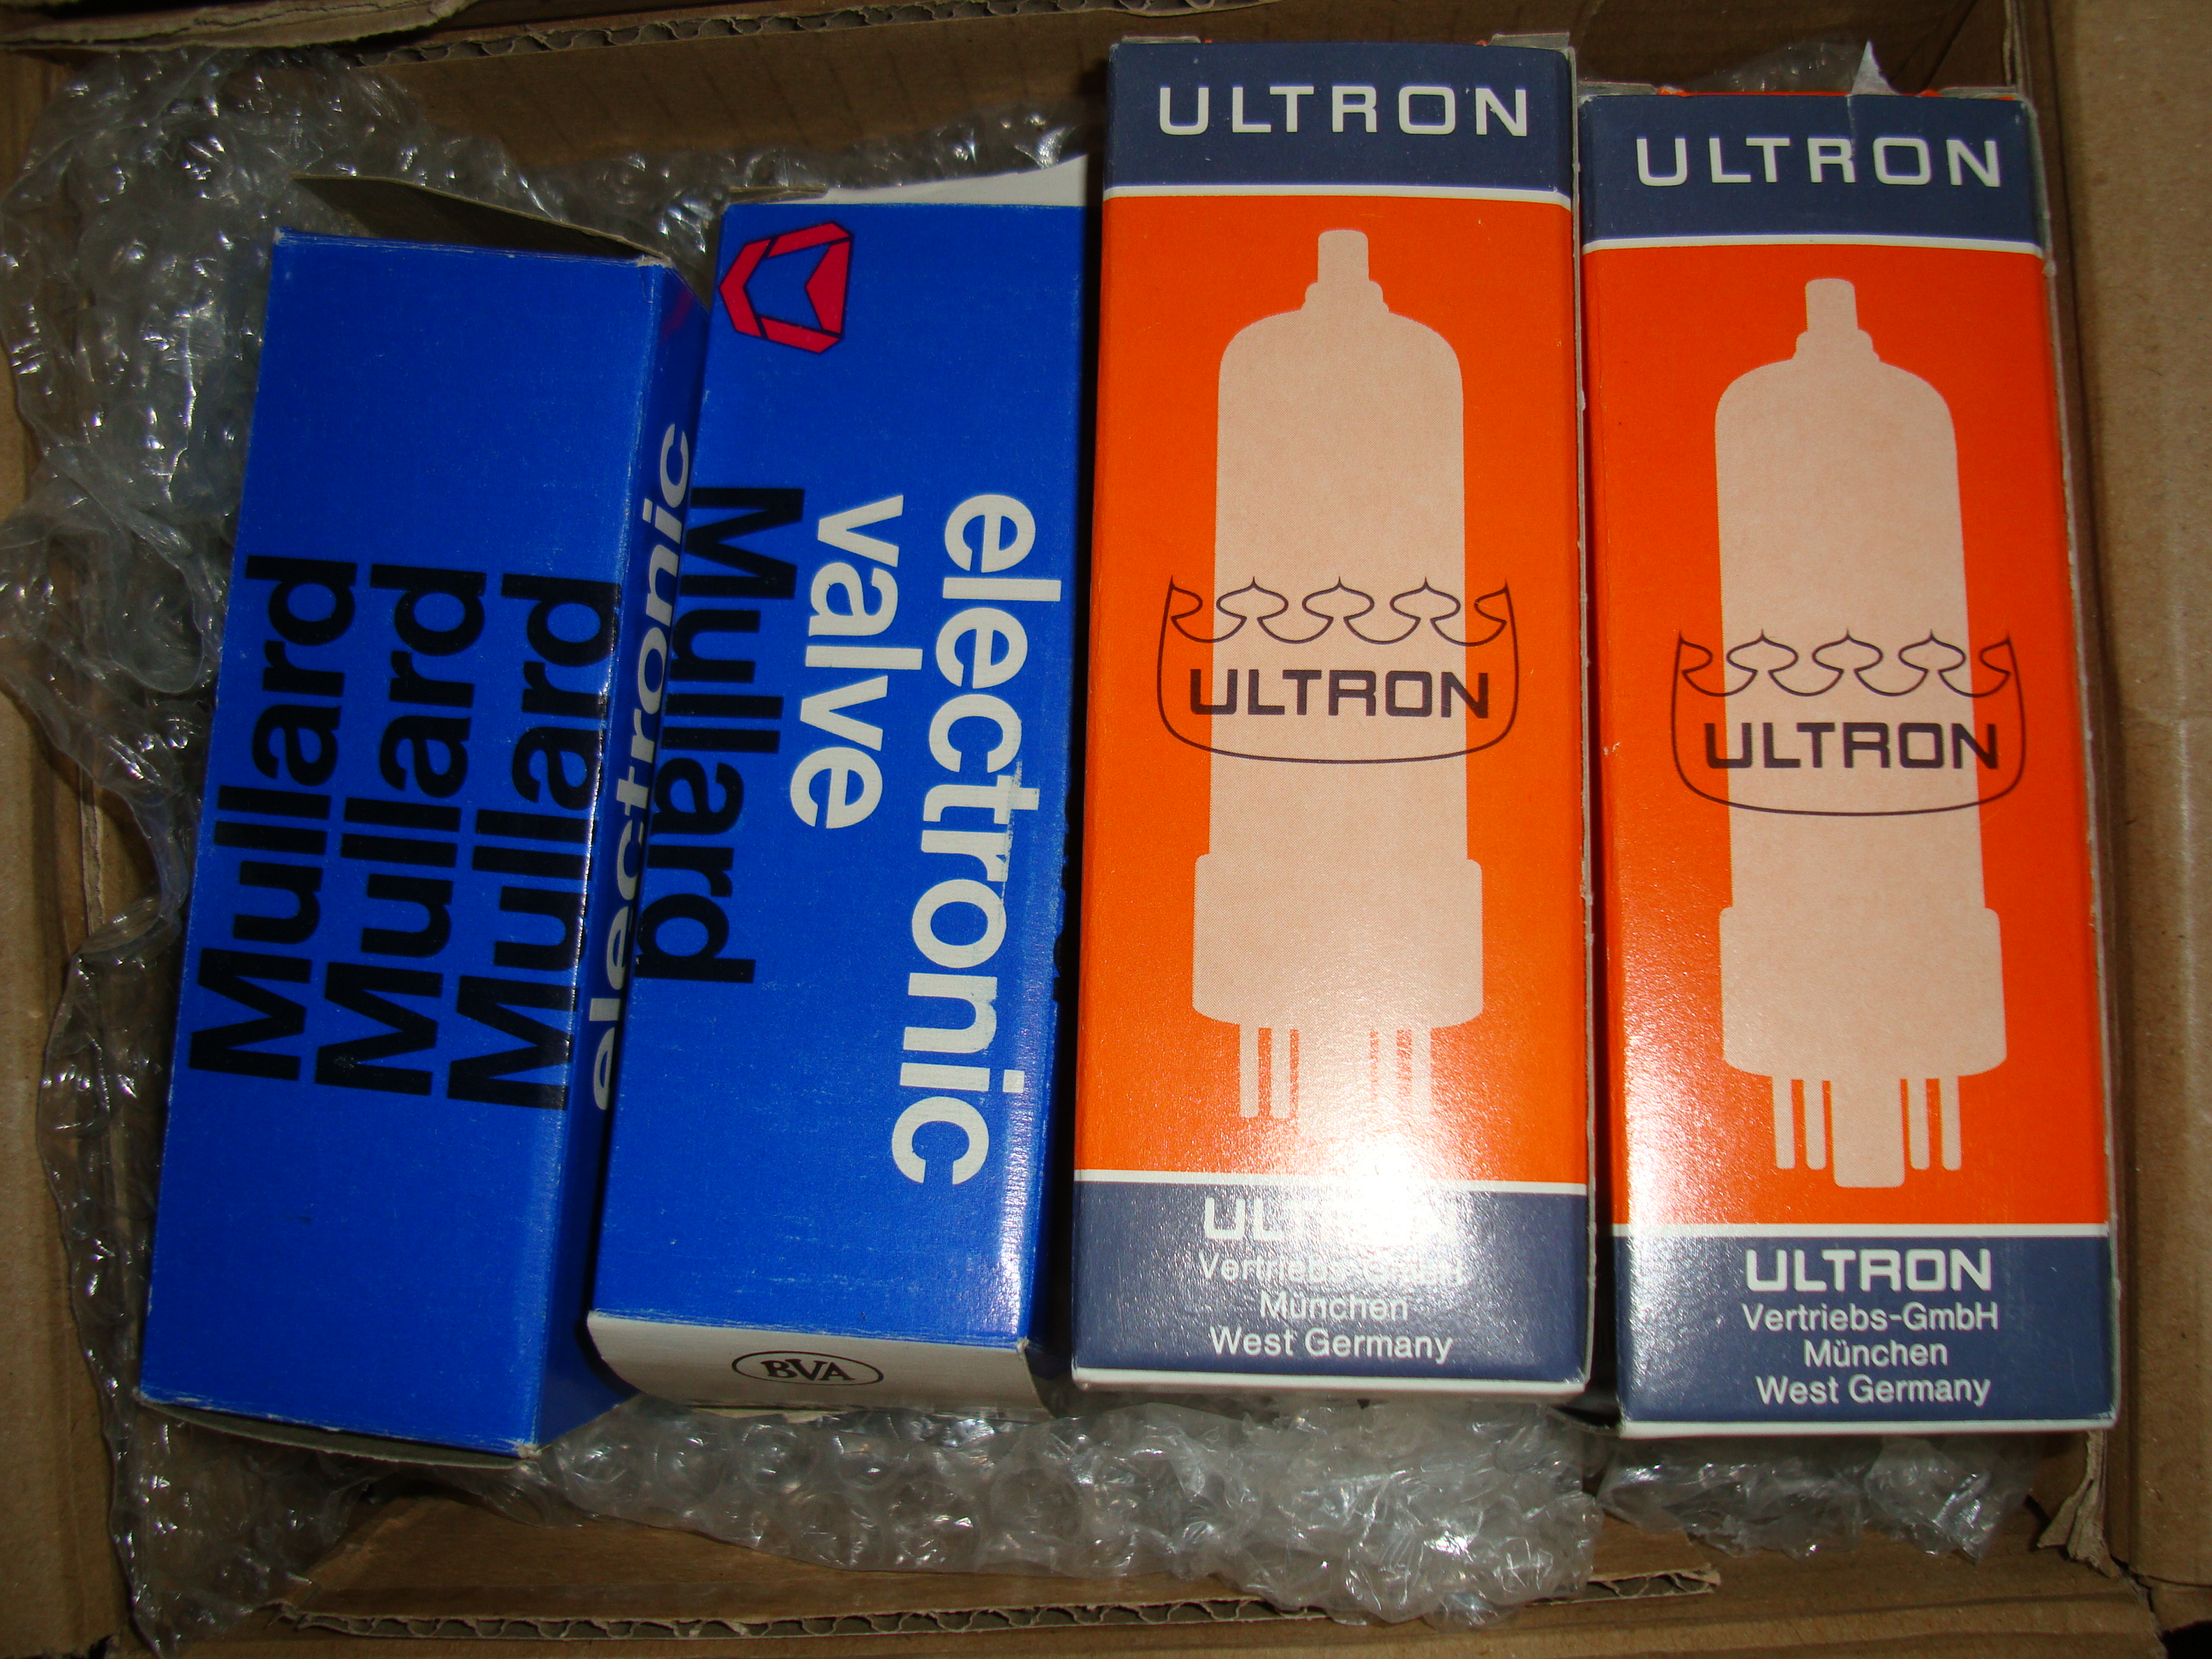 Mullard
Mullard
Mullard
electronic
Mullard
valve
electronic
BVA
ULTRON
ULTRON
ULTRON
Vertriebs-GmbH
München
West Germany
ULTRON
ULTRON
ULTRON
Vertriebs-GmbH
München
West Germany